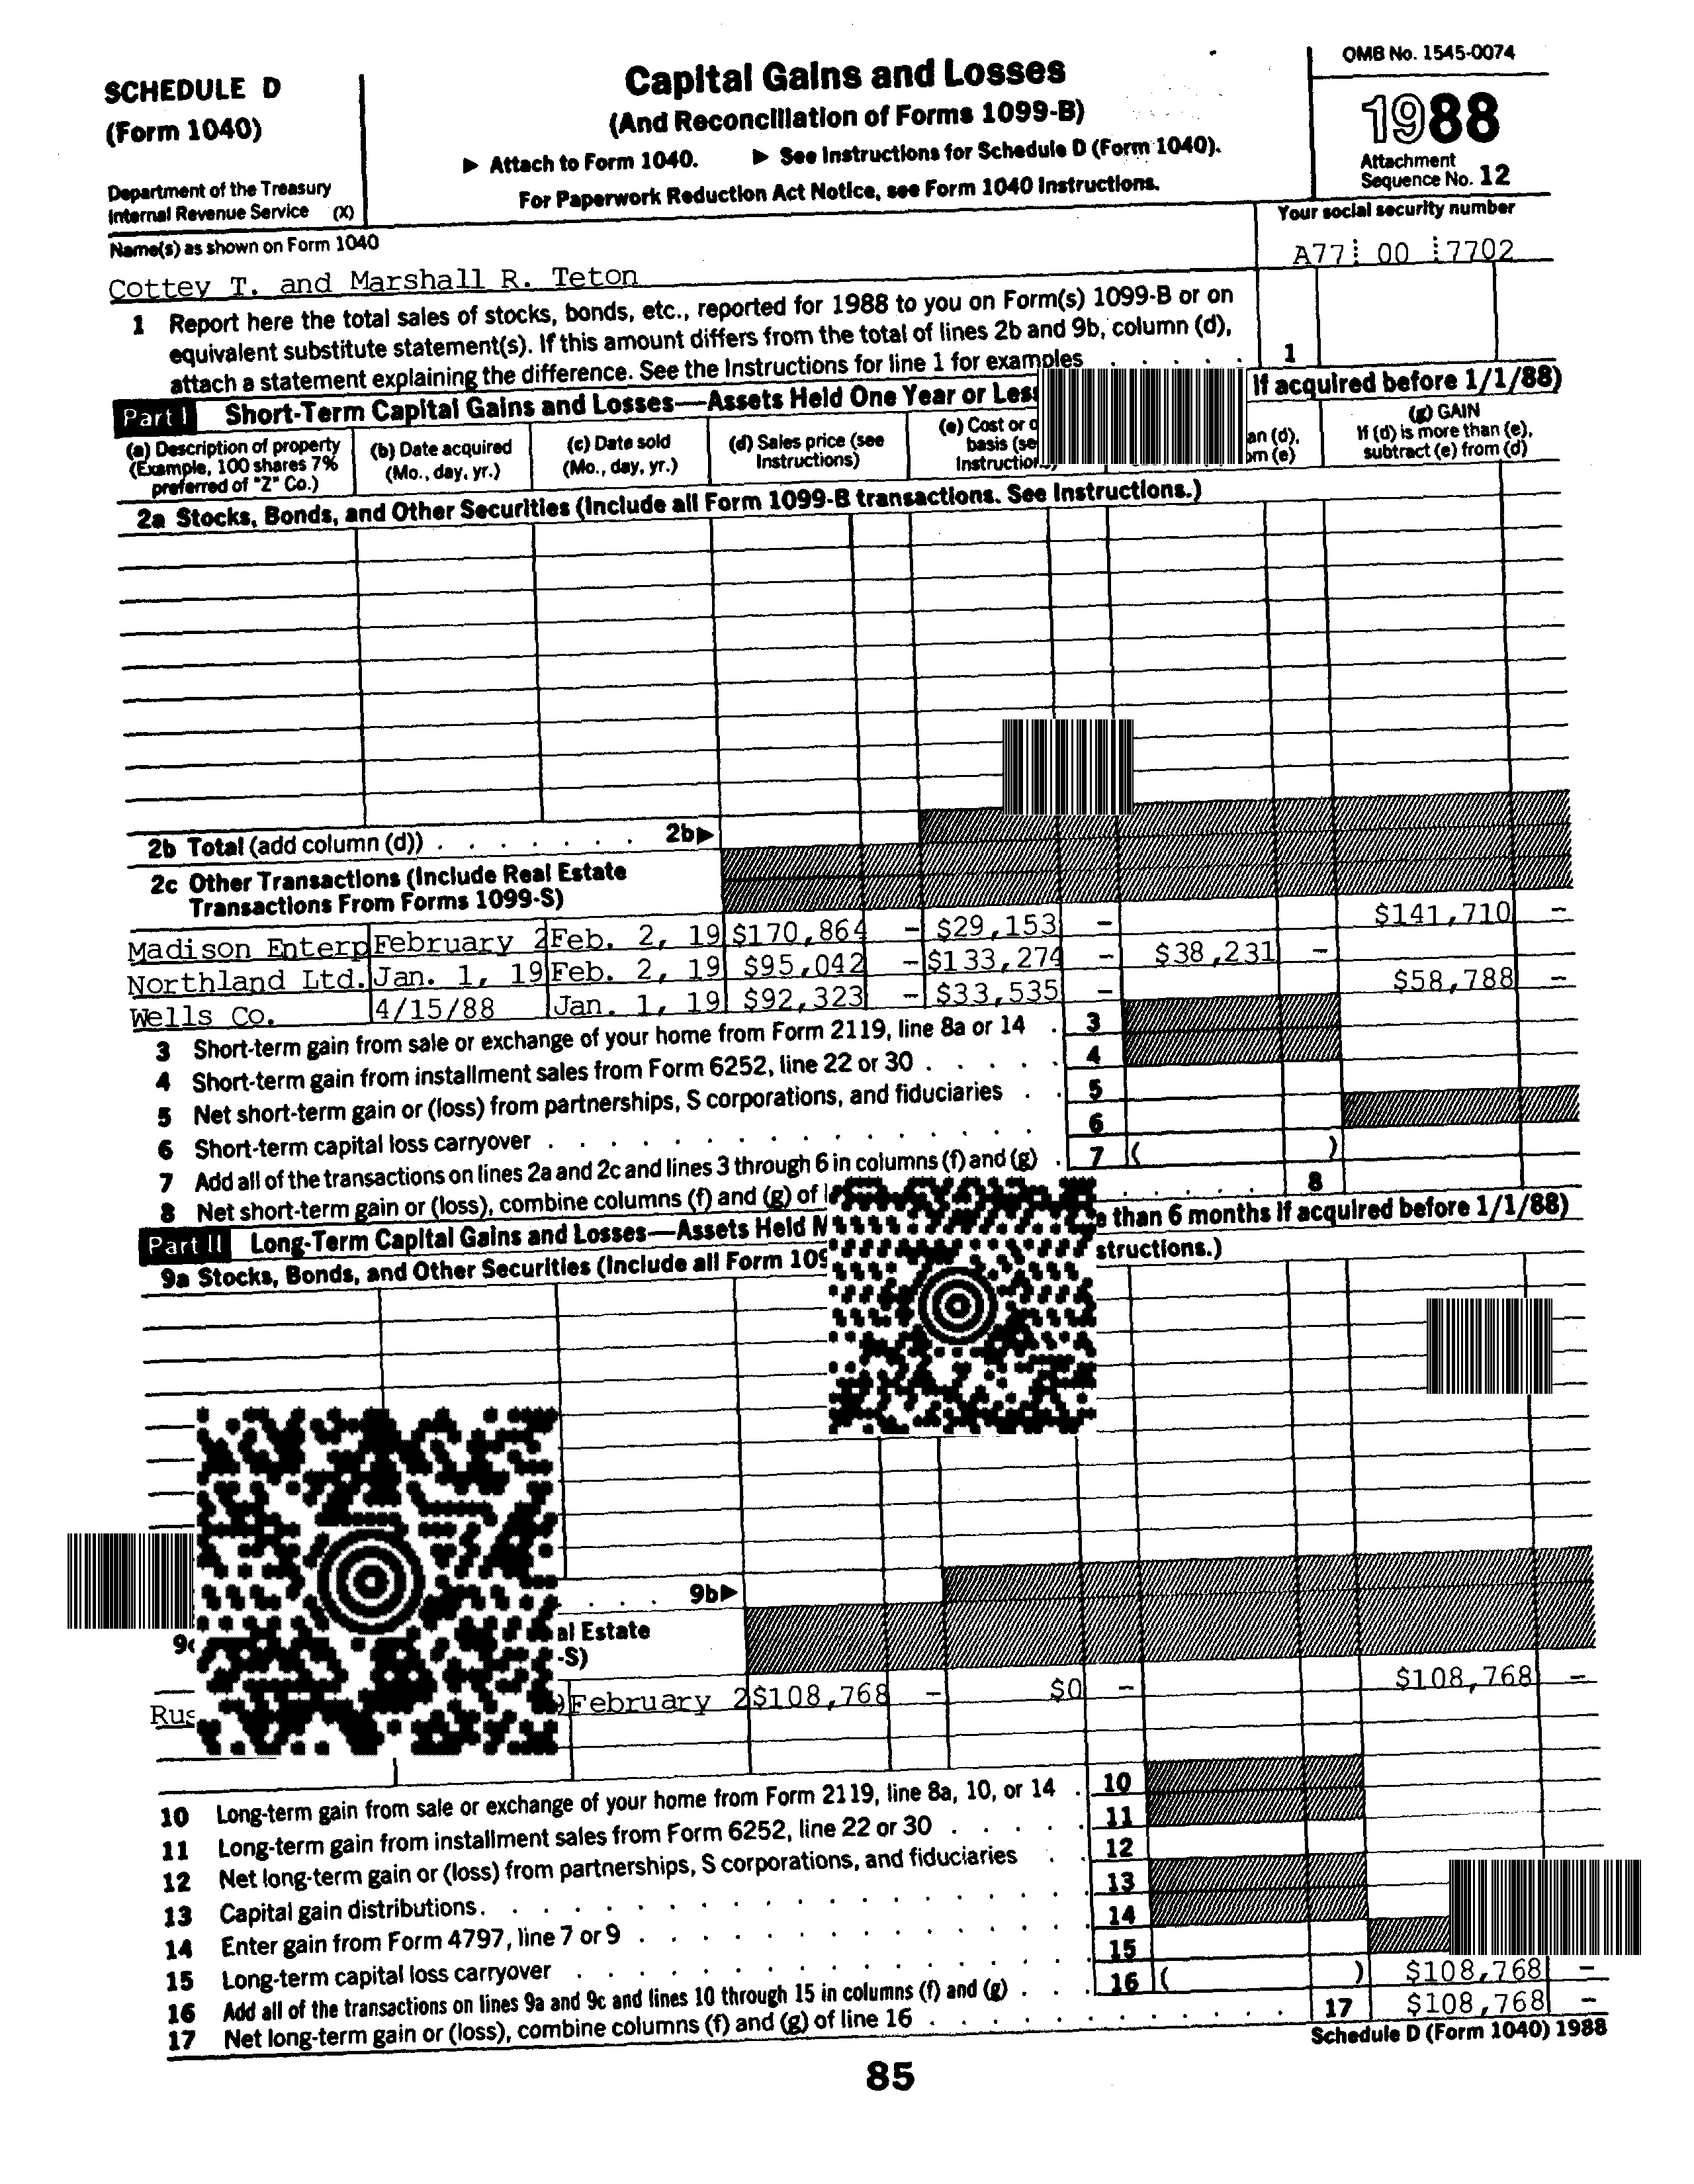 SCHEDULE D
(Form 1040)
Department of the Treasury
Internal Revenue Service (X)
Capital Gains and Losses
(And Reconciliation of Forms 1099-B)
▶ Attach to Form 1040. ▶ See Instructions for Schedule D (Form 1040).
For Paperwork Reduction Act Notice, see Form 1040 Instructions.
OMB No. 1545-0074
1988
Attachment
Sequence No. 12
Name(s) as shown on Form 1040
Your social security number
Cottey T. and Marshall R. Teton
A77 00 7702
1 Report here the total sales of stocks, bonds, etc., reported for 1988 to you on Form(s) 1099-B or on
equivalent substitute statement(s). If this amount differs from the total of lines 2b and 9b, column (d),
attach a statement explaining the difference. See the Instructions for line 1 for examples . . . . . 1
Part I Short-Term Capital Gains and Losses—Assets Held One Year or Less if acquired before 1/1/88)
(a) Description of property
(Example, 100 shares 7%
preferred of "Z" Co.)
(b) Date acquired
(Mo., day, yr.)
(c) Date sold
(Mo., day, yr.)
(d) Sales price (see
Instructions)
(e) Cost or
basis (se
(d),
(e)
(g) GAIN
If (d) is more than (e),
subtract (e) from (d)
2a Stocks, Bonds, and Other Securities (Include all Form 1099-B transactions. See Instructions.)
2b Total (add column (d)) . . . . . . . 2b▶
2c Other Transactions (Include Real Estate
Transactions From Forms 1099-S)
Madison Enterp February 2 Feb. 2, 19 $170,864 - $29,153 - $141,710 -
Northland Ltd. Jan. 1, 19 Feb. 2, 19 $95,042 - $133,274 - $38,231 -
Wells Co. 4/15/88 Jan. 1, 19 $92,323 - $33,535 - $58,788 -
3 Short-term gain from sale or exchange of your home from Form 2119, line 8a or 14 . 3
4 Short-term gain from installment sales from Form 6252, line 22 or 30 . . . . . 4
5 Net short-term gain or (loss) from partnerships, S corporations, and fiduciaries . . 5
6 Short-term capital loss carryover . . . . . . . . . . . . . . . . 6
7 Add all of the transactions on lines 2a and 2c and lines 3 through 6 in columns (f) and (g) . 7 ( )
8 Net short-term gain or (loss), combine columns (f) and (g) of . . . . . . 8
Part II Long-Term Capital Gains and Losses—Assets Held than 6 months if acquired before 1/1/88)
9a Stocks, Bonds, and Other Securities (Include all Form 109 structions.)
. . . . 9b▶
al Estate
-S)
Rus February 2 $108,768 - $0 - $108,768 -
10 Long-term gain from sale or exchange of your home from Form 2119, line 8a, 10, or 14 . 10
11 Long-term gain from installment sales from Form 6252, line 22 or 30 . . . . . 11
12 Net long-term gain or (loss) from partnerships, S corporations, and fiduciaries . . 12
13 Capital gain distributions . . . . . . . . . . . . . . . . . . 13
14 Enter gain from Form 4797, line 7 or 9 . . . . . . . . . . . . . 14
15 Long-term capital loss carryover . . . . . . . . . . . . . . . . 15
16 Add all of the transactions on lines 9a and 9c and lines 10 through 15 in columns (f) and (g) . . . 16 ( ) $108,768 -
17 Net long-term gain or (loss), combine columns (f) and (g) of line 16 . . . . . . . . . . . 17 $108,768 -
Schedule D (Form 1040) 1988
85